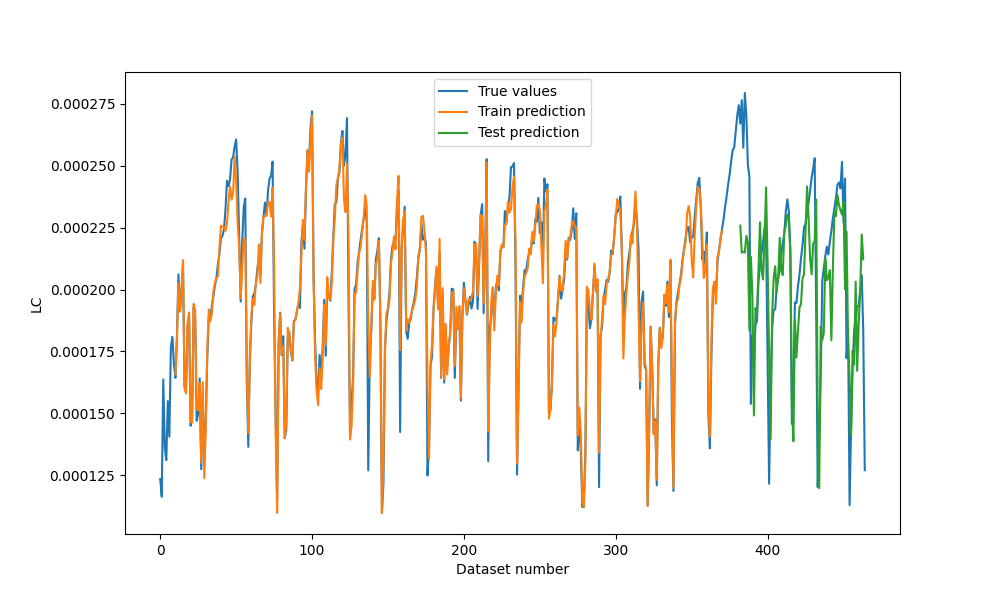 True values
Train prediction
Test prediction
0.000275
0.000250
0.000225
0.000200
0.000175
0.000150
0.000125
LC
0 100 200 300 400
Dataset number